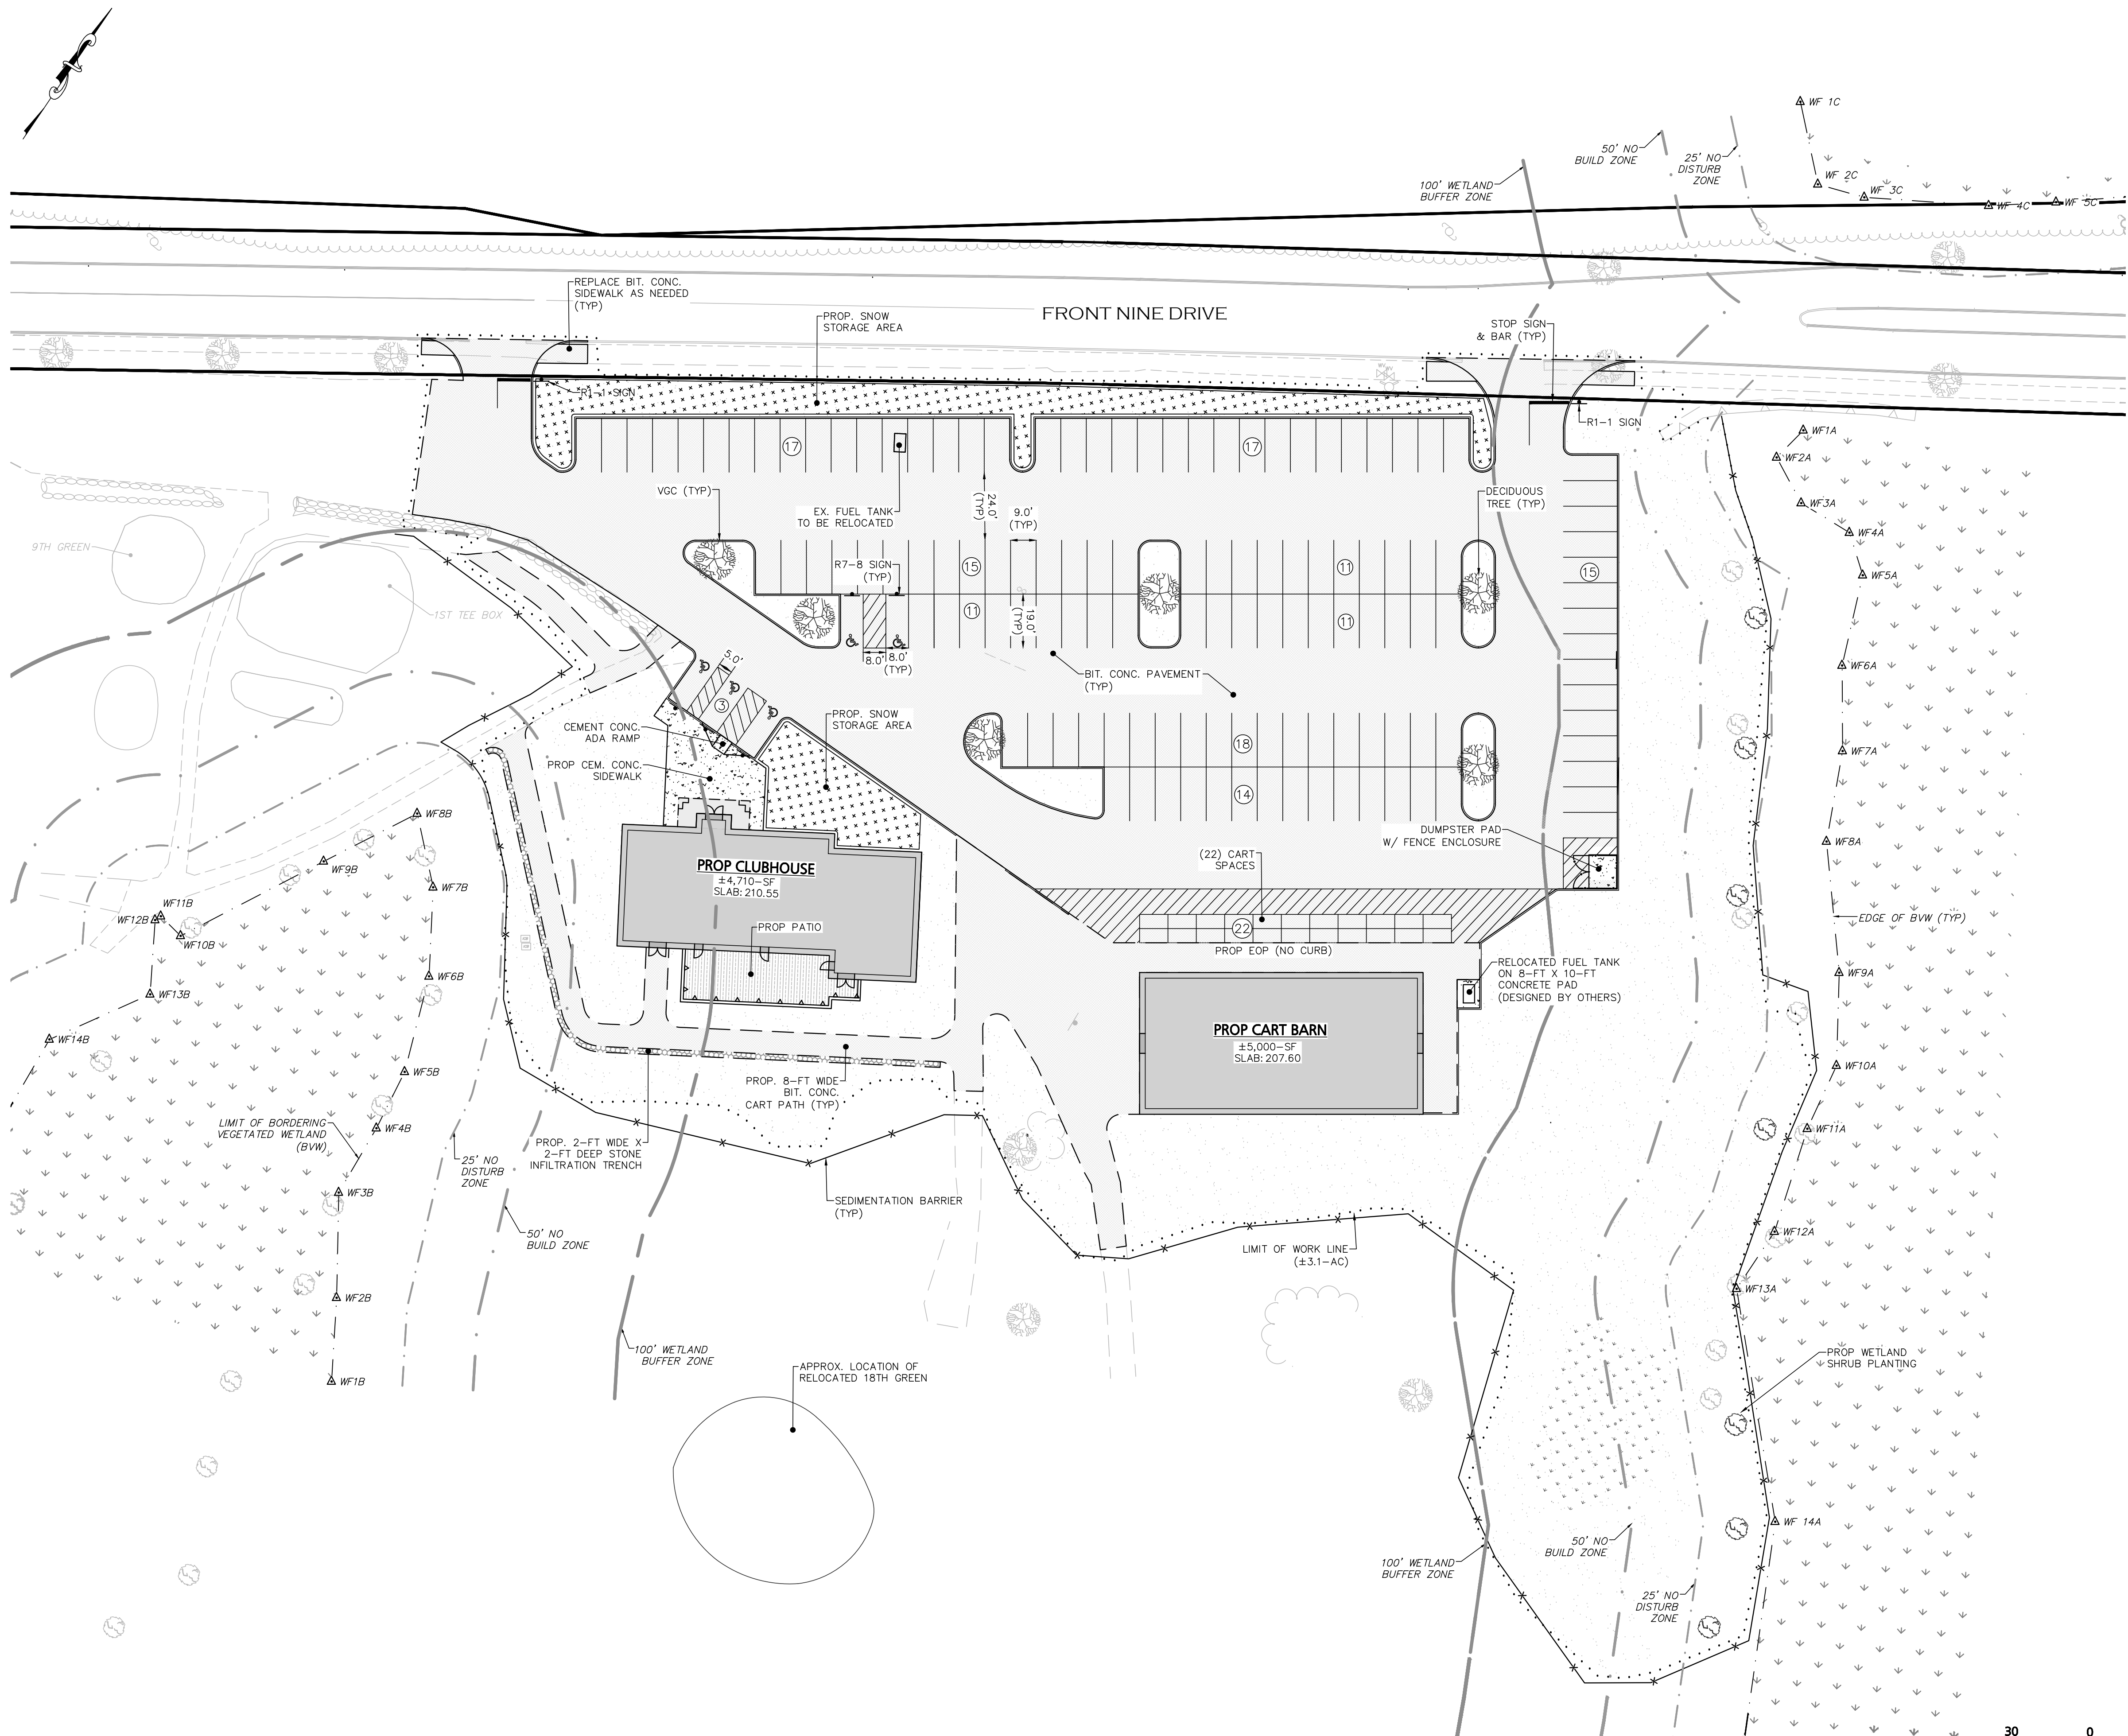 WF 1C
50' NO
BUILD ZONE
25' NO
DISTURB
ZONE
100' WETLAND
BUFFER ZONE
WF 2C
WF 3C
WF 4C
WF 5C
REPLACE BIT. CONC.
SIDEWALK AS NEEDED
(TYP)
PROP. SNOW
STORAGE AREA
FRONT NINE DRIVE
STOP SIGN
& BAR (TYP)
R1-1 SIGN
R1-1 SIGN
WF1A
WF2A
WF3A
WF4A
WF5A
WF6A
WF7A
WF8A
17
17
VGC (TYP)
EX. FUEL TANK
TO BE RELOCATED
24.0'
(TYP)
9.0'
(TYP)
DECIDUOUS
TREE (TYP)
9TH GREEN
1ST TEE BOX
R7-8 SIGN
(TYP)
15
11
15
11
11
19.0'
(TYP)
8.0'
8.0'
(TYP)
5.0'
3
BIT. CONC. PAVEMENT
(TYP)
CEMENT CONC.
ADA RAMP
PROP. SNOW
STORAGE AREA
PROP CEM. CONC.
SIDEWALK
18
14
DUMPSTER PAD
W/ FENCE ENCLOSURE
(22) CART
SPACES
22
PROP EOP (NO CURB)
EDGE OF BVW (TYP)
WF8B
WF9B
WF7B
WF11B
WF12B
WF10B
WF6B
WF13B
WF14B
WF5B
WF4B
WF3B
WF2B
WF1B
PROP CLUBHOUSE
±4,710-SF
SLAB: 210.55
PROP PATIO
RELOCATED FUEL TANK
ON 8-FT X 10-FT
CONCRETE PAD
(DESIGNED BY OTHERS)
WF9A
PROP CART BARN
±5,000-SF
SLAB: 207.60
WF10A
PROP. 8-FT WIDE
BIT. CONC.
CART PATH (TYP)
LIMIT OF BORDERING
VEGETATED WETLAND
(BVW)
PROP. 2-FT WIDE X
2-FT DEEP STONE
INFILTRATION TRENCH
25' NO
DISTURB
ZONE
WF11A
SEDIMENTATION BARRIER
(TYP)
50' NO
BUILD ZONE
LIMIT OF WORK LINE
(±3.1-AC)
WF12A
WF13A
100' WETLAND
BUFFER ZONE
APPROX. LOCATION OF
RELOCATED 18TH GREEN
PROP WETLAND
SHRUB PLANTING
WF 14A
50' NO
BUILD ZONE
100' WETLAND
BUFFER ZONE
25' NO
DISTURB
ZONE
30
0